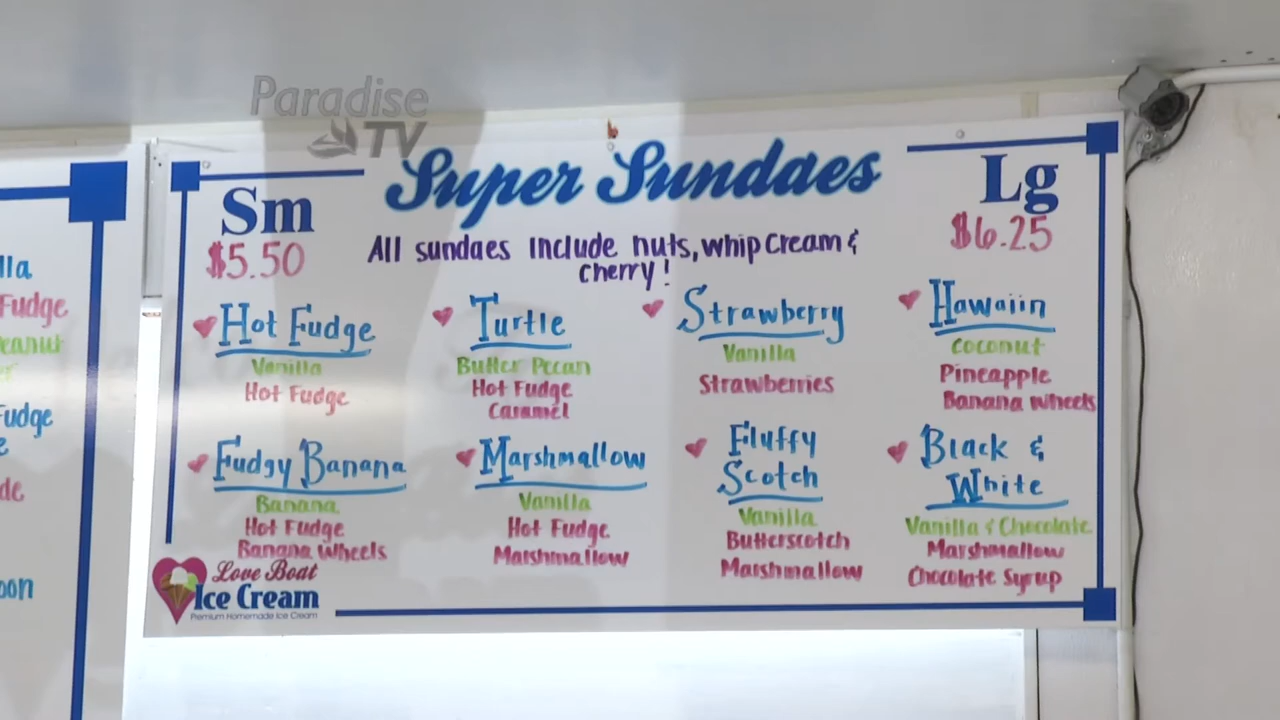 Paradise
TV
Super Sundaes
Sm
$5.50
Lg
$6.25
All sundaes include nuts, whip cream &
cherry!
Hot Fudge
Vanilla
Hot Fudge
Turtle
Butter Pecan
Hot Fudge
Caramel
Strawberry
Vanilla
Strawberries
Hawaiin
Coconut
Pineapple
Banana Wheels
Fudgy Banana
Banana
Hot Fudge
Banana Wheels
Marshmallow
Vanilla
Hot Fudge
Marshmallow
Fluffy
Scotch
Vanilla
Butterscotch
Marshmallow
Black &
White
Vanilla & Chocolate
Marshmallow
Chocolate Syrup
Love Boat
Ice Cream
Premium Homemade Ice Cream
Fudge